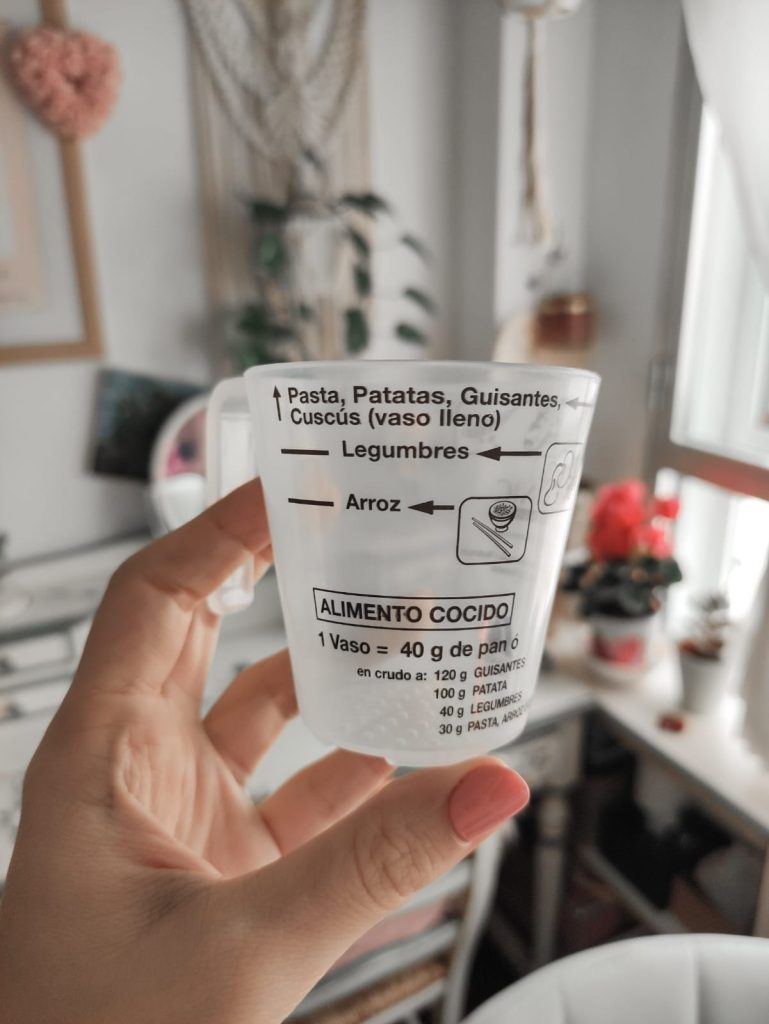 Pasta, Patatas, Guisantes,
Cuscús (vaso lleno)
Legumbres
Arroz
ALIMENTO COCIDO
1 Vaso = 40 g de pan ó
en crudo a: 120 g GUISANTES
100 g PATATA
40 g LEGUMBRES
30 g PASTA, ARROZ